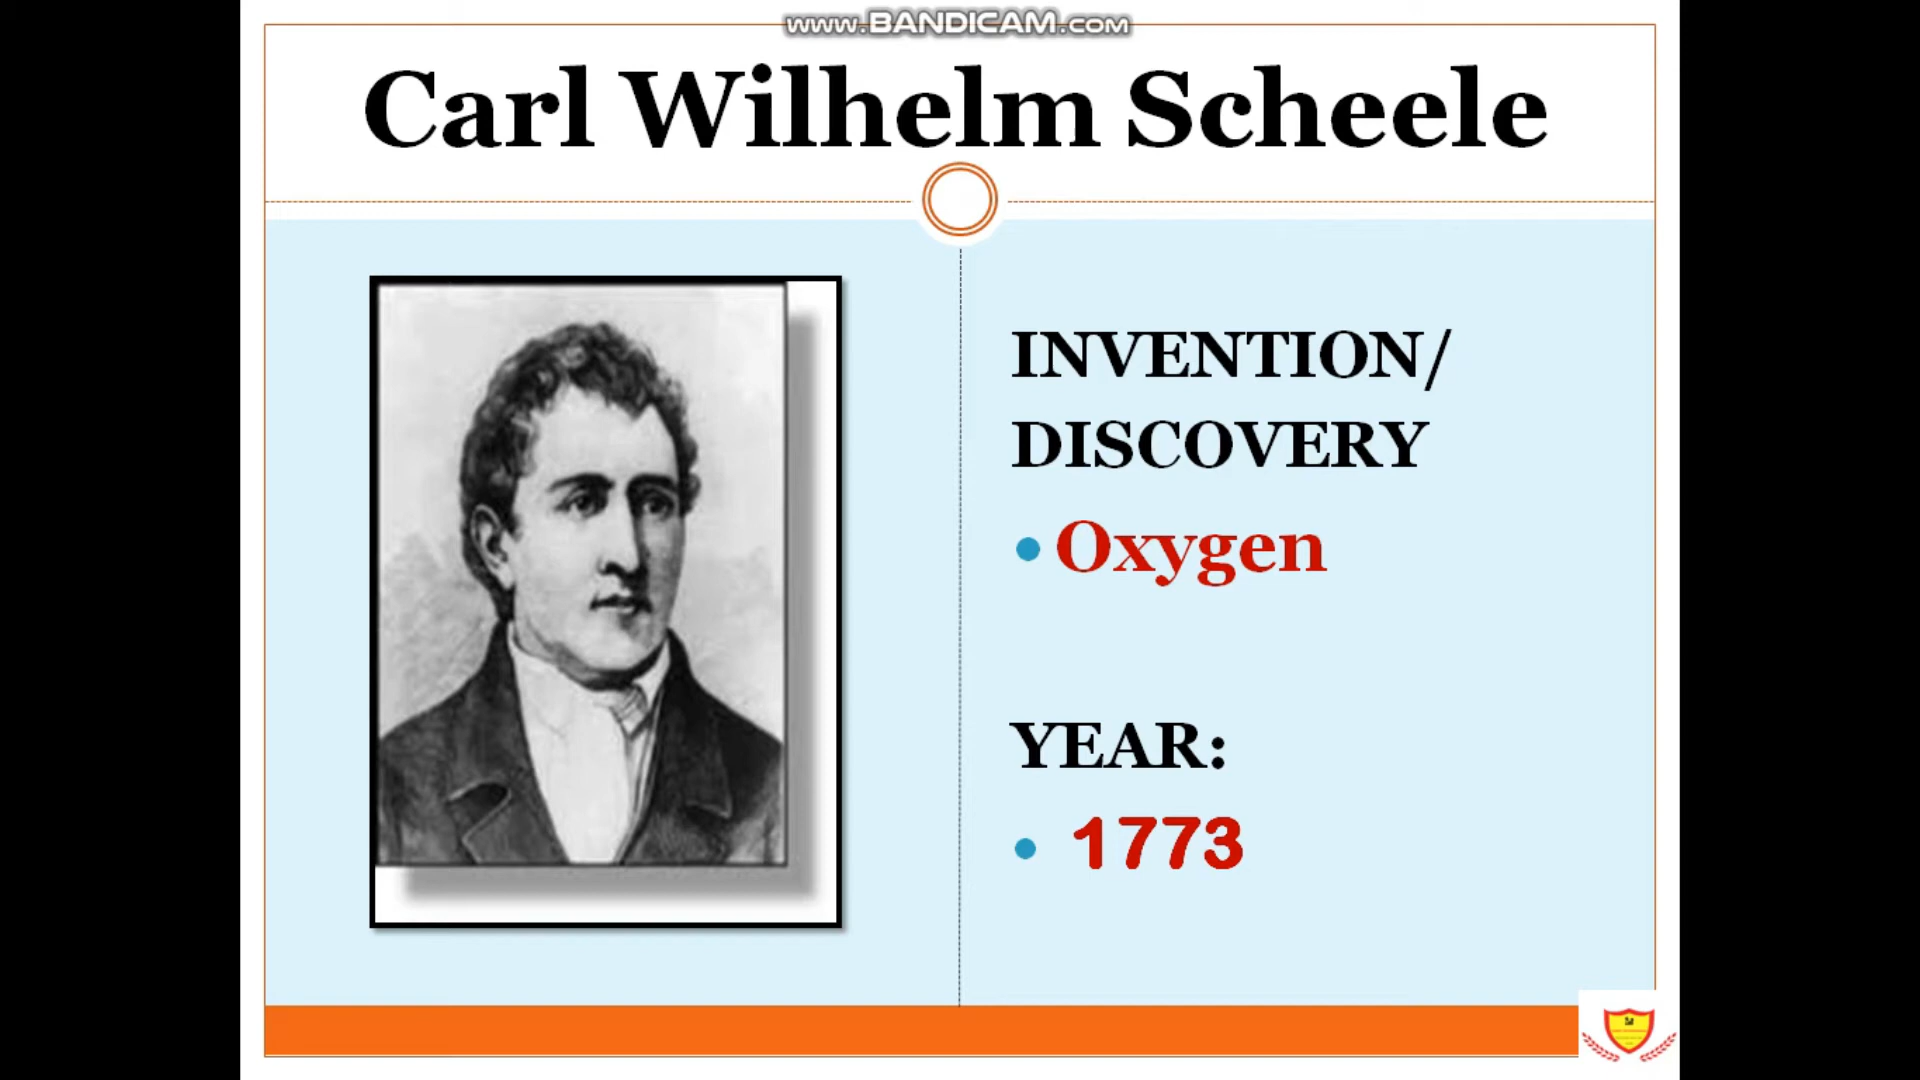 www.BANDICAM.com
Carl Wilhelm Scheele
INVENTION/
DISCOVERY
• Oxygen
YEAR:
• 1773